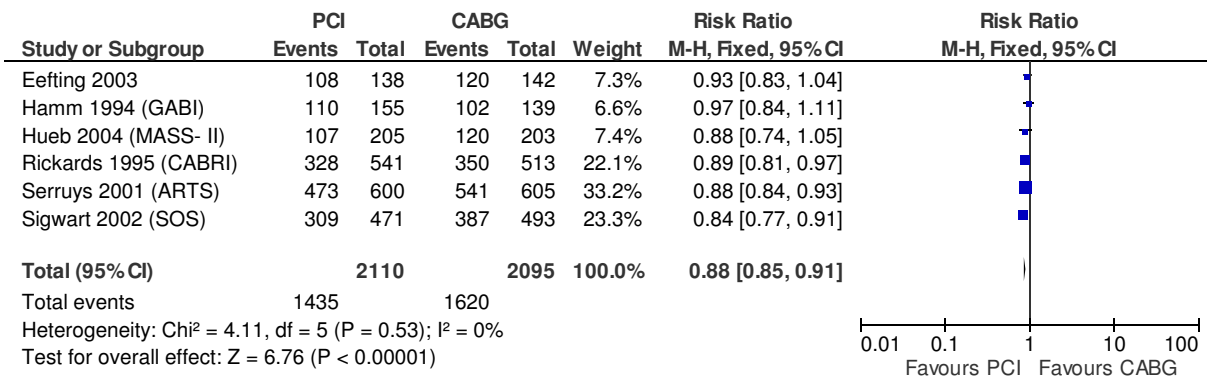 PCI CABG Risk Ratio Risk Ratio
Study or Subgroup Events Total Events Total Weight M-H, Fixed, 95% CI M-H, Fixed, 95% CI
Eefting 2003 108 138 120 142 7.3% 0.93 [0.83, 1.04]
Hamm 1994 (GABI) 110 155 102 139 6.6% 0.97 [0.84, 1.11]
Hueb 2004 (MASS- II) 107 205 120 203 7.4% 0.88 [0.74, 1.05]
Rickards 1995 (CABRI) 328 541 350 513 22.1% 0.89 [0.81, 0.97]
Serruys 2001 (ARTS) 473 600 541 605 33.2% 0.88 [0.84, 0.93]
Sigwart 2002 (SOS) 309 471 387 493 23.3% 0.84 [0.77, 0.91]
Total (95% CI) 2110 2095 100.0% 0.88 [0.85, 0.91]
Total events 1435 1620
Heterogeneity: Chi² = 4.11, df = 5 (P = 0.53); I² = 0%
Test for overall effect: Z = 6.76 (P < 0.00001)
0.01 0.1 1 10 100
Favours PCI Favours CABG